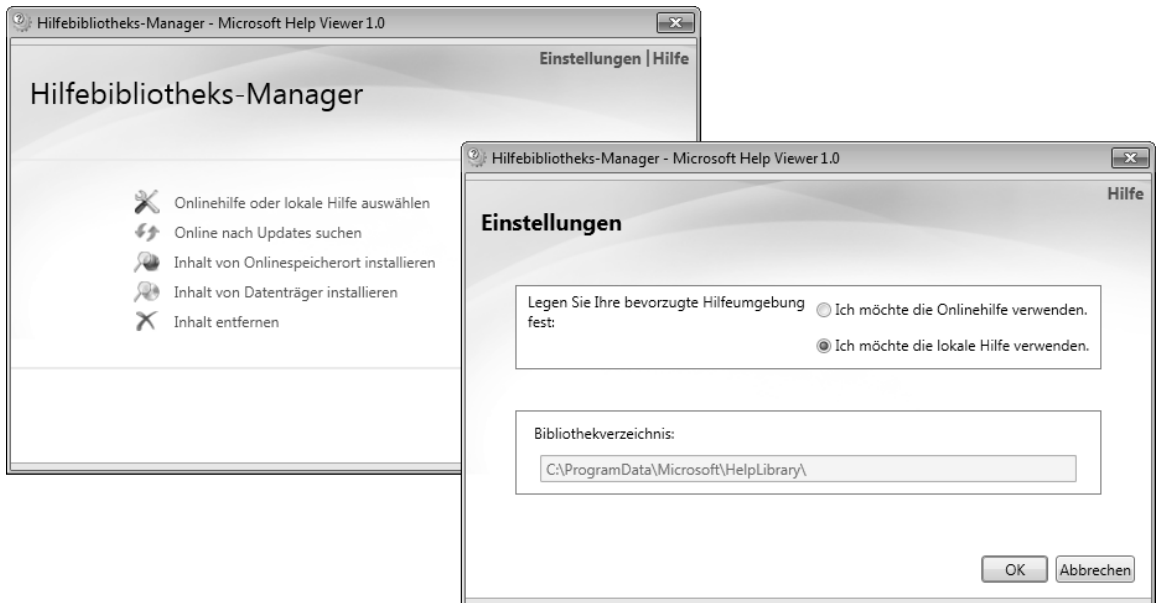 Hilfebibliotheks-Manager - Microsoft Help Viewer 1.0
Einstellungen | Hilfe
Hilfebibliotheks-Manager
Onlinehilfe oder lokale Hilfe auswählen
Online nach Updates suchen
Inhalt von Onlinespeicherort installieren
Inhalt von Datenträger installieren
Inhalt entfernen
Hilfebibliotheks-Manager - Microsoft Help Viewer 1.0
Hilfe
Einstellungen
Legen Sie Ihre bevorzugte Hilfeumgebung
fest:
Ich möchte die Onlinehilfe verwenden.
Ich möchte die lokale Hilfe verwenden.
Bibliothekverzeichnis:
C:\ProgramData\Microsoft\HelpLibrary\
OK
Abbrechen